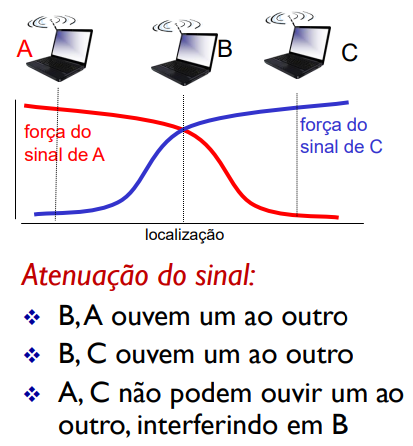 A
B
C
força do
sinal de A
força do
sinal de C
localização
Atenuação do sinal:
B, A ouvem um ao outro
B, C ouvem um ao outro
A, C não podem ouvir um ao
outro, interferindo em B